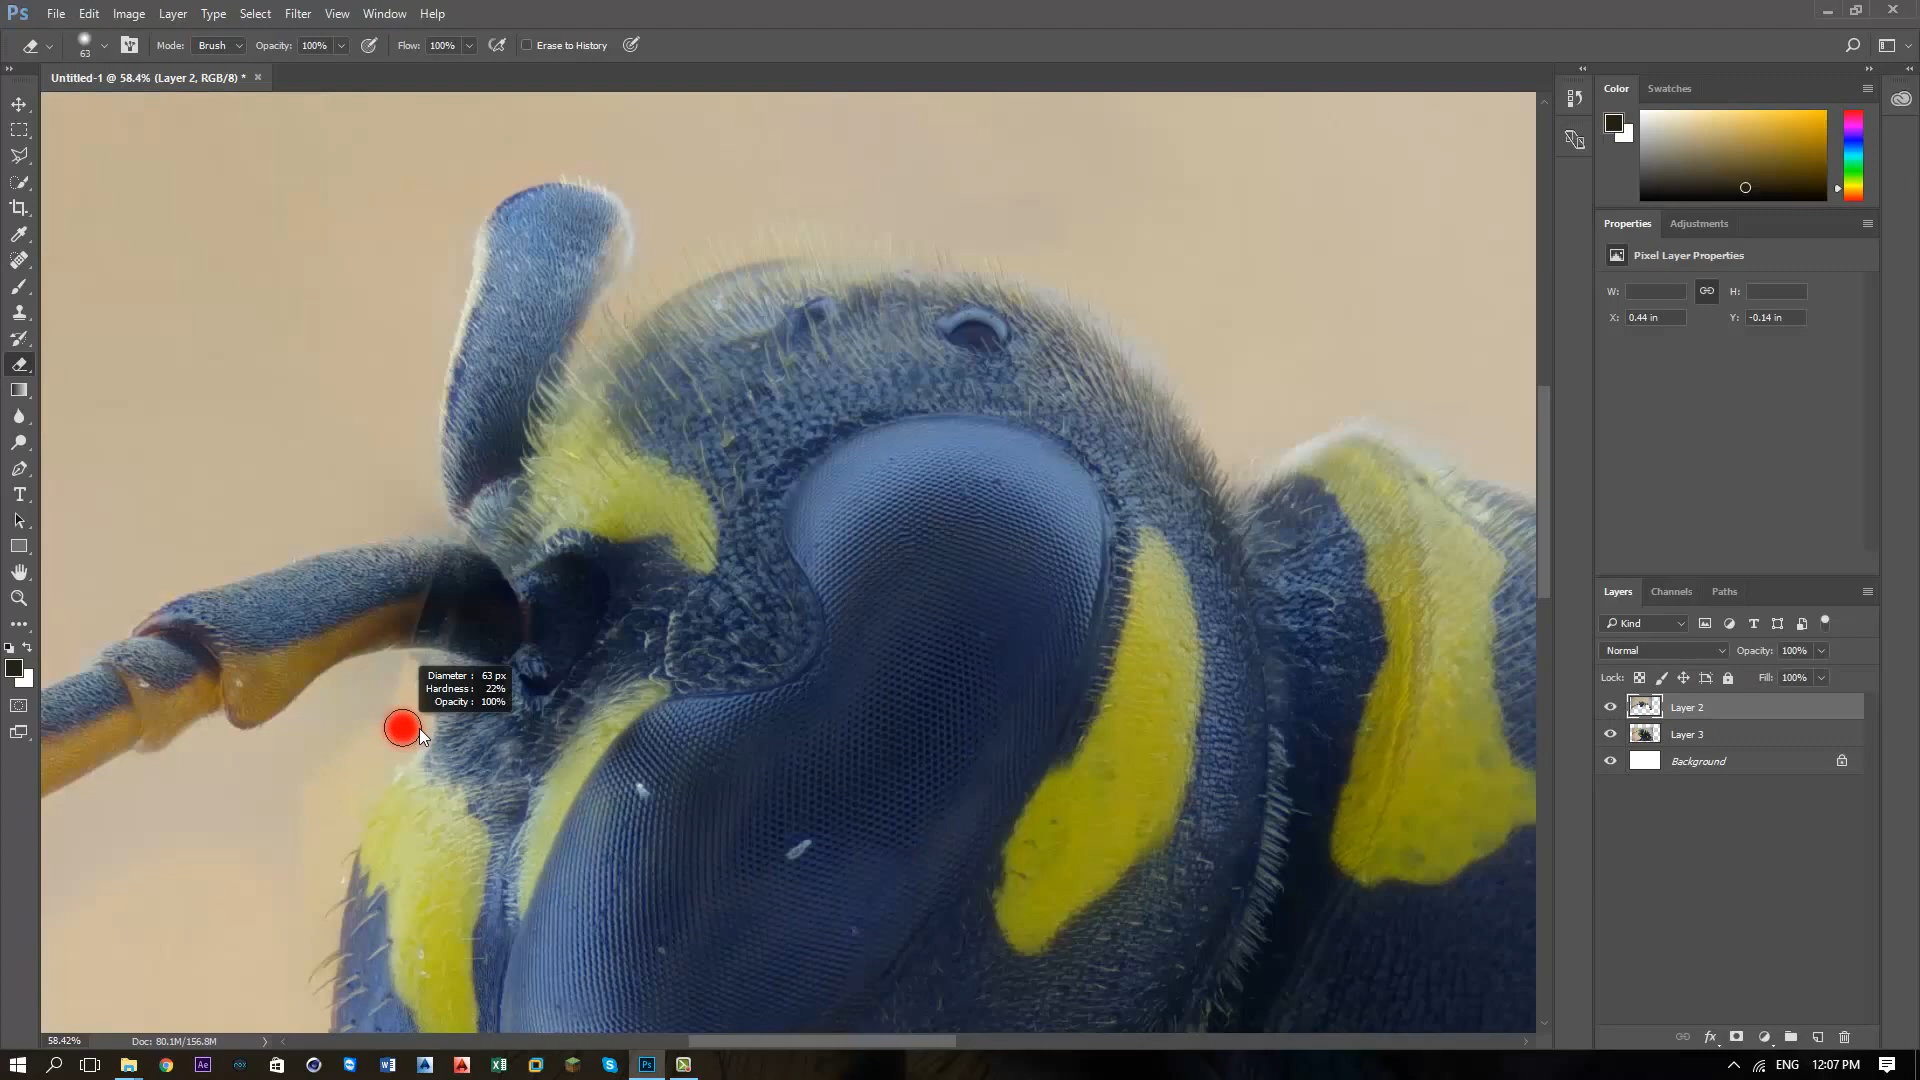 Ps File Edit Image Layer Type Select Filter View Window Help
63 Mode: Brush Opacity: 100% Flow: 100% Erase to History
Untitled-1 @ 58.4% (Layer 2, RGB/8) * ×
Color Swatches
Properties Adjustments
Pixel Layer Properties
W: H:
X: 0.44 in Y: -0.14 in
Diameter : 63 px
Hardness : 22%
Opacity : 100%
Layers Channels Paths
Kind
Normal Opacity: 100%
Lock: Fill: 100%
Layer 2
Layer 3
Background
58.42% Doc: 80.1M/156.8M
Ae Ps ENG 12:07 PM